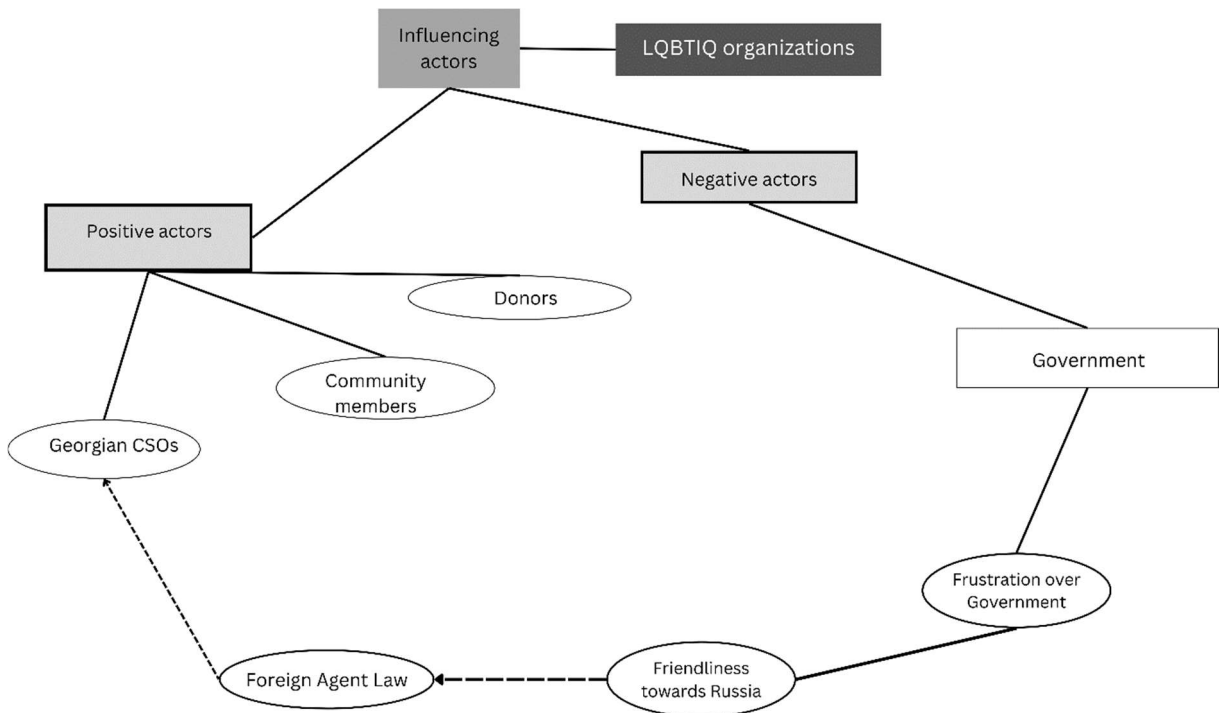 Influencing
actors
LQBTIQ organizations
Negative actors
Positive actors
Donors
Government
Community
members
Georgian CSOs
Frustration over
Government
Friendliness
towards Russia
Foreign Agent Law